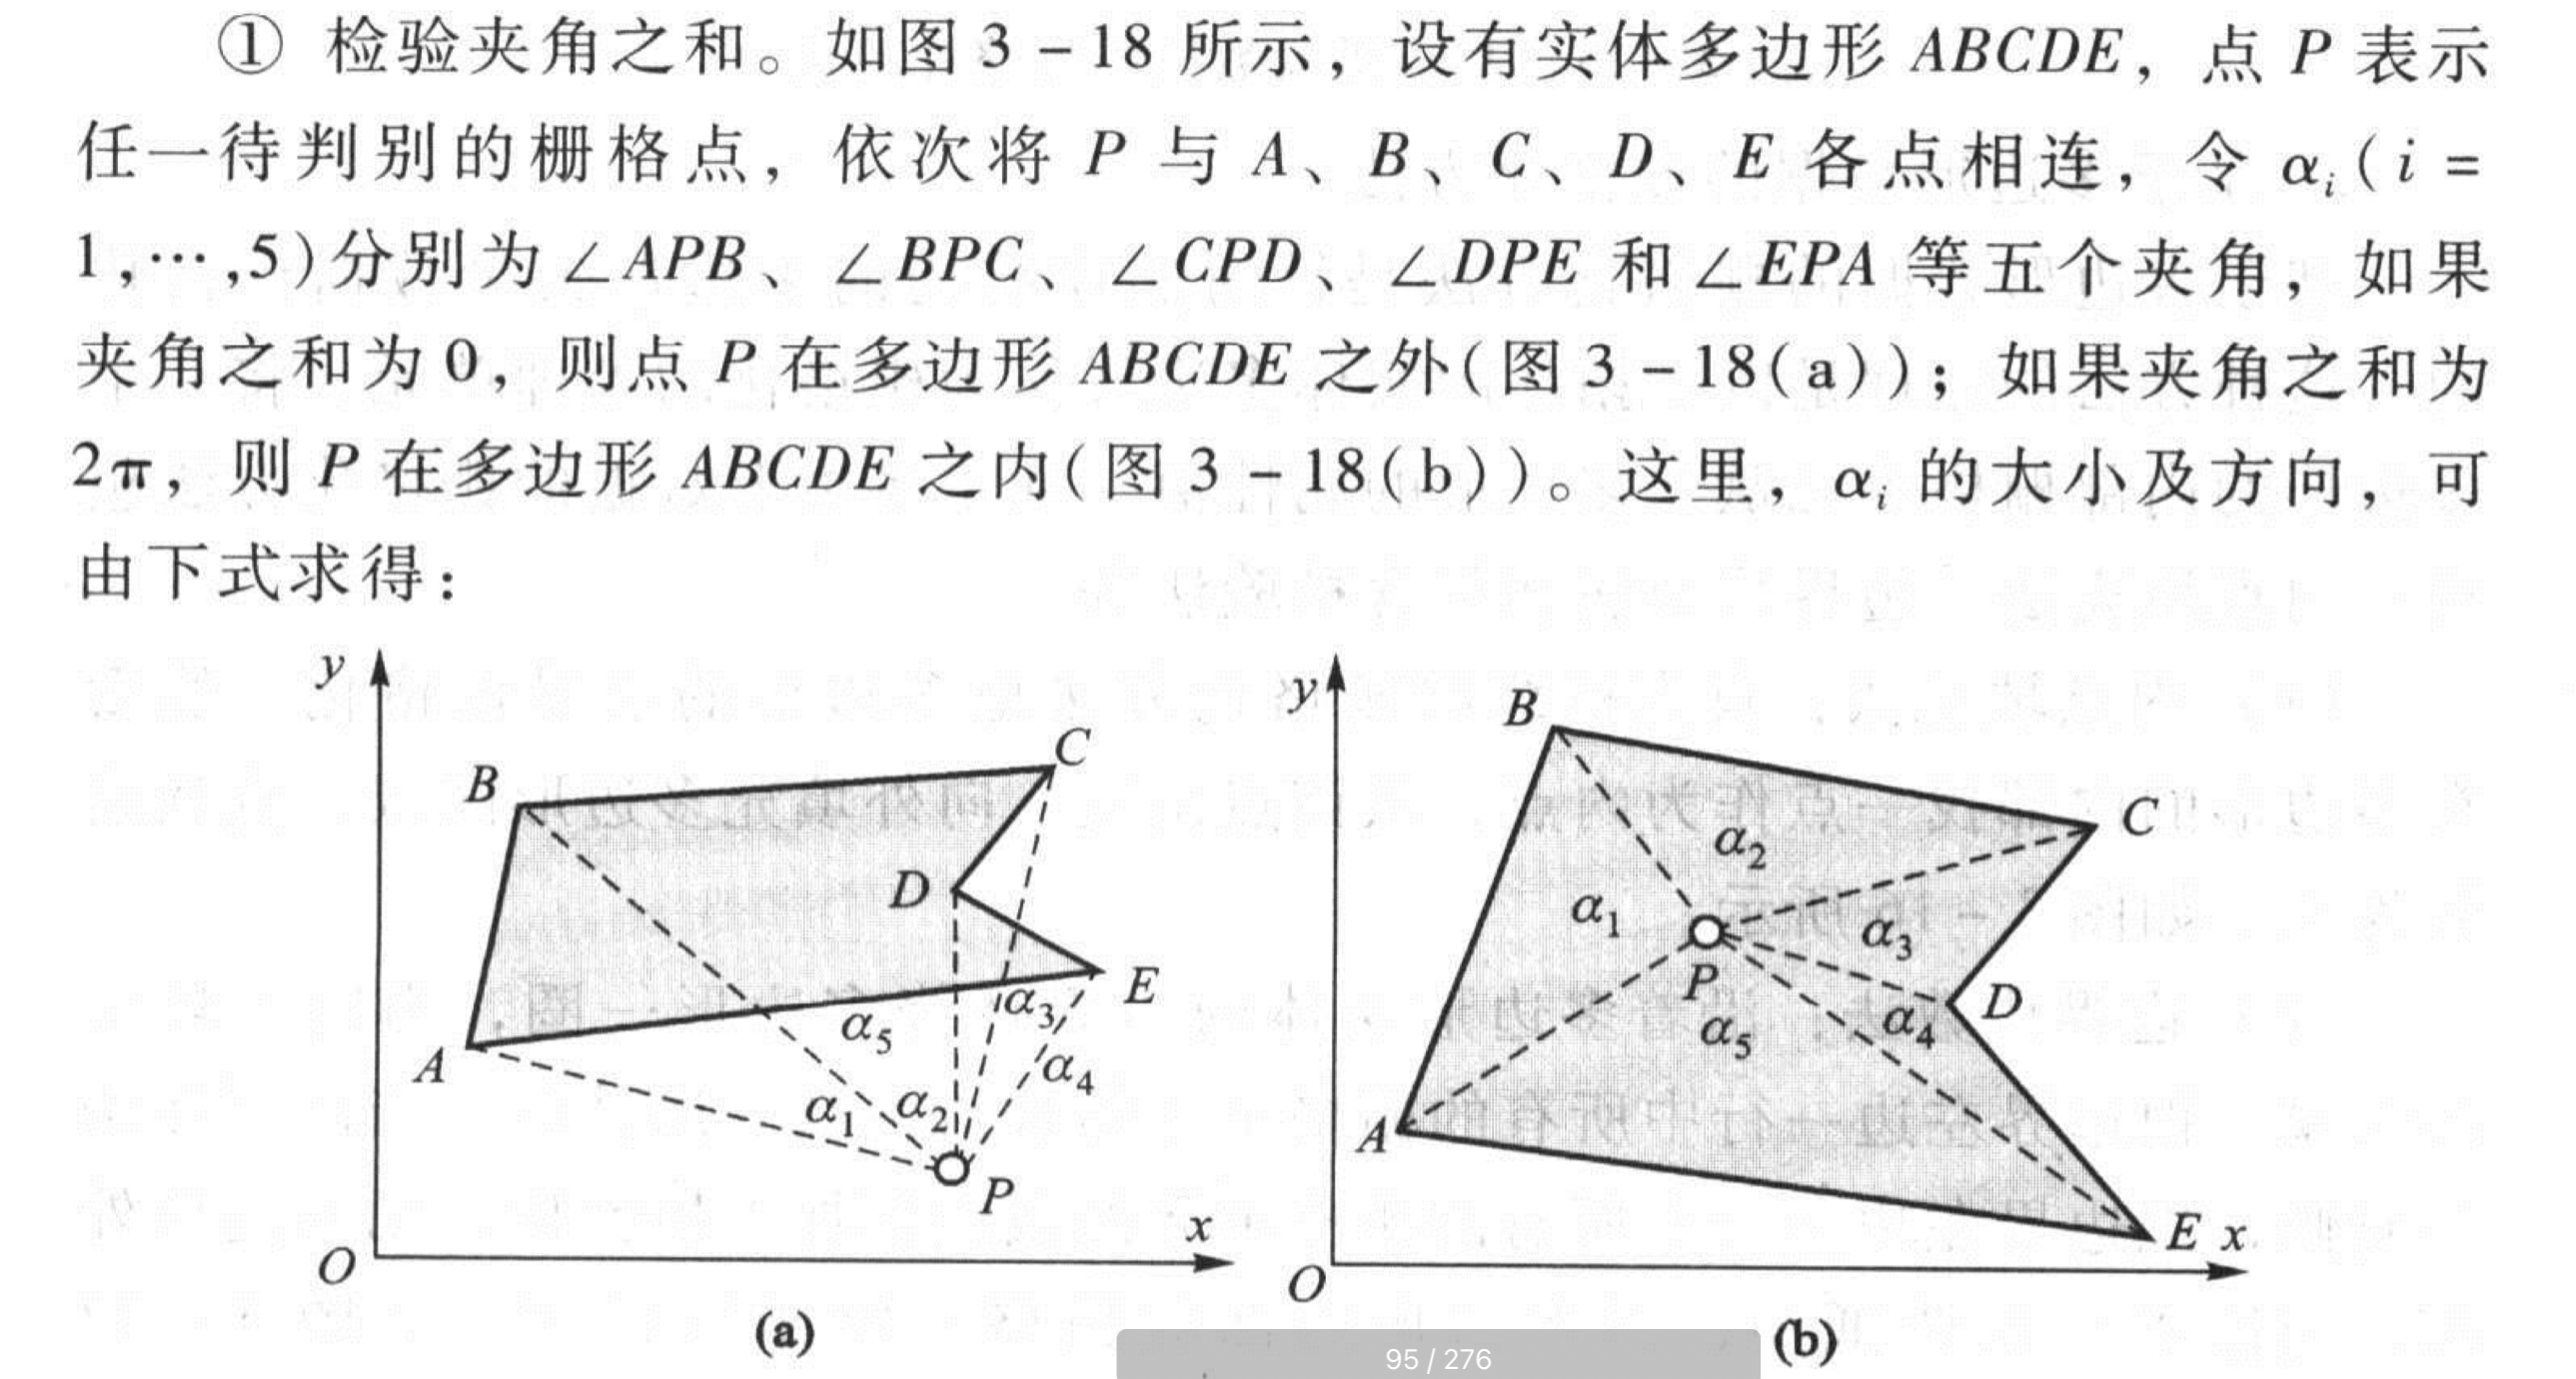 ① 检验夹角之和。如图 3-18 所示，设有实体多边形 ABCDE，点 P 表示
任一待判别的栅格点，依次将 P 与 A、B、C、D、E 各点相连，令 αᵢ(i =
1,…,5)分别为∠APB、∠BPC、∠CPD、∠DPE 和∠EPA 等五个夹角，如果
夹角之和为 0，则点 P 在多边形 ABCDE 之外(图 3-18(a))；如果夹角之和为
2π，则 P 在多边形 ABCDE 之内(图 3-18(b))。这里，αᵢ 的大小及方向，可
由下式求得：
y
B
C
D
E
A
α₁
α₂
α₃
α₄
α₅
P
x
O
(a)
y
B
C
α₂
α₁
α₃
P
D
α₅
α₄
A
E x
O
(b)
95 / 276